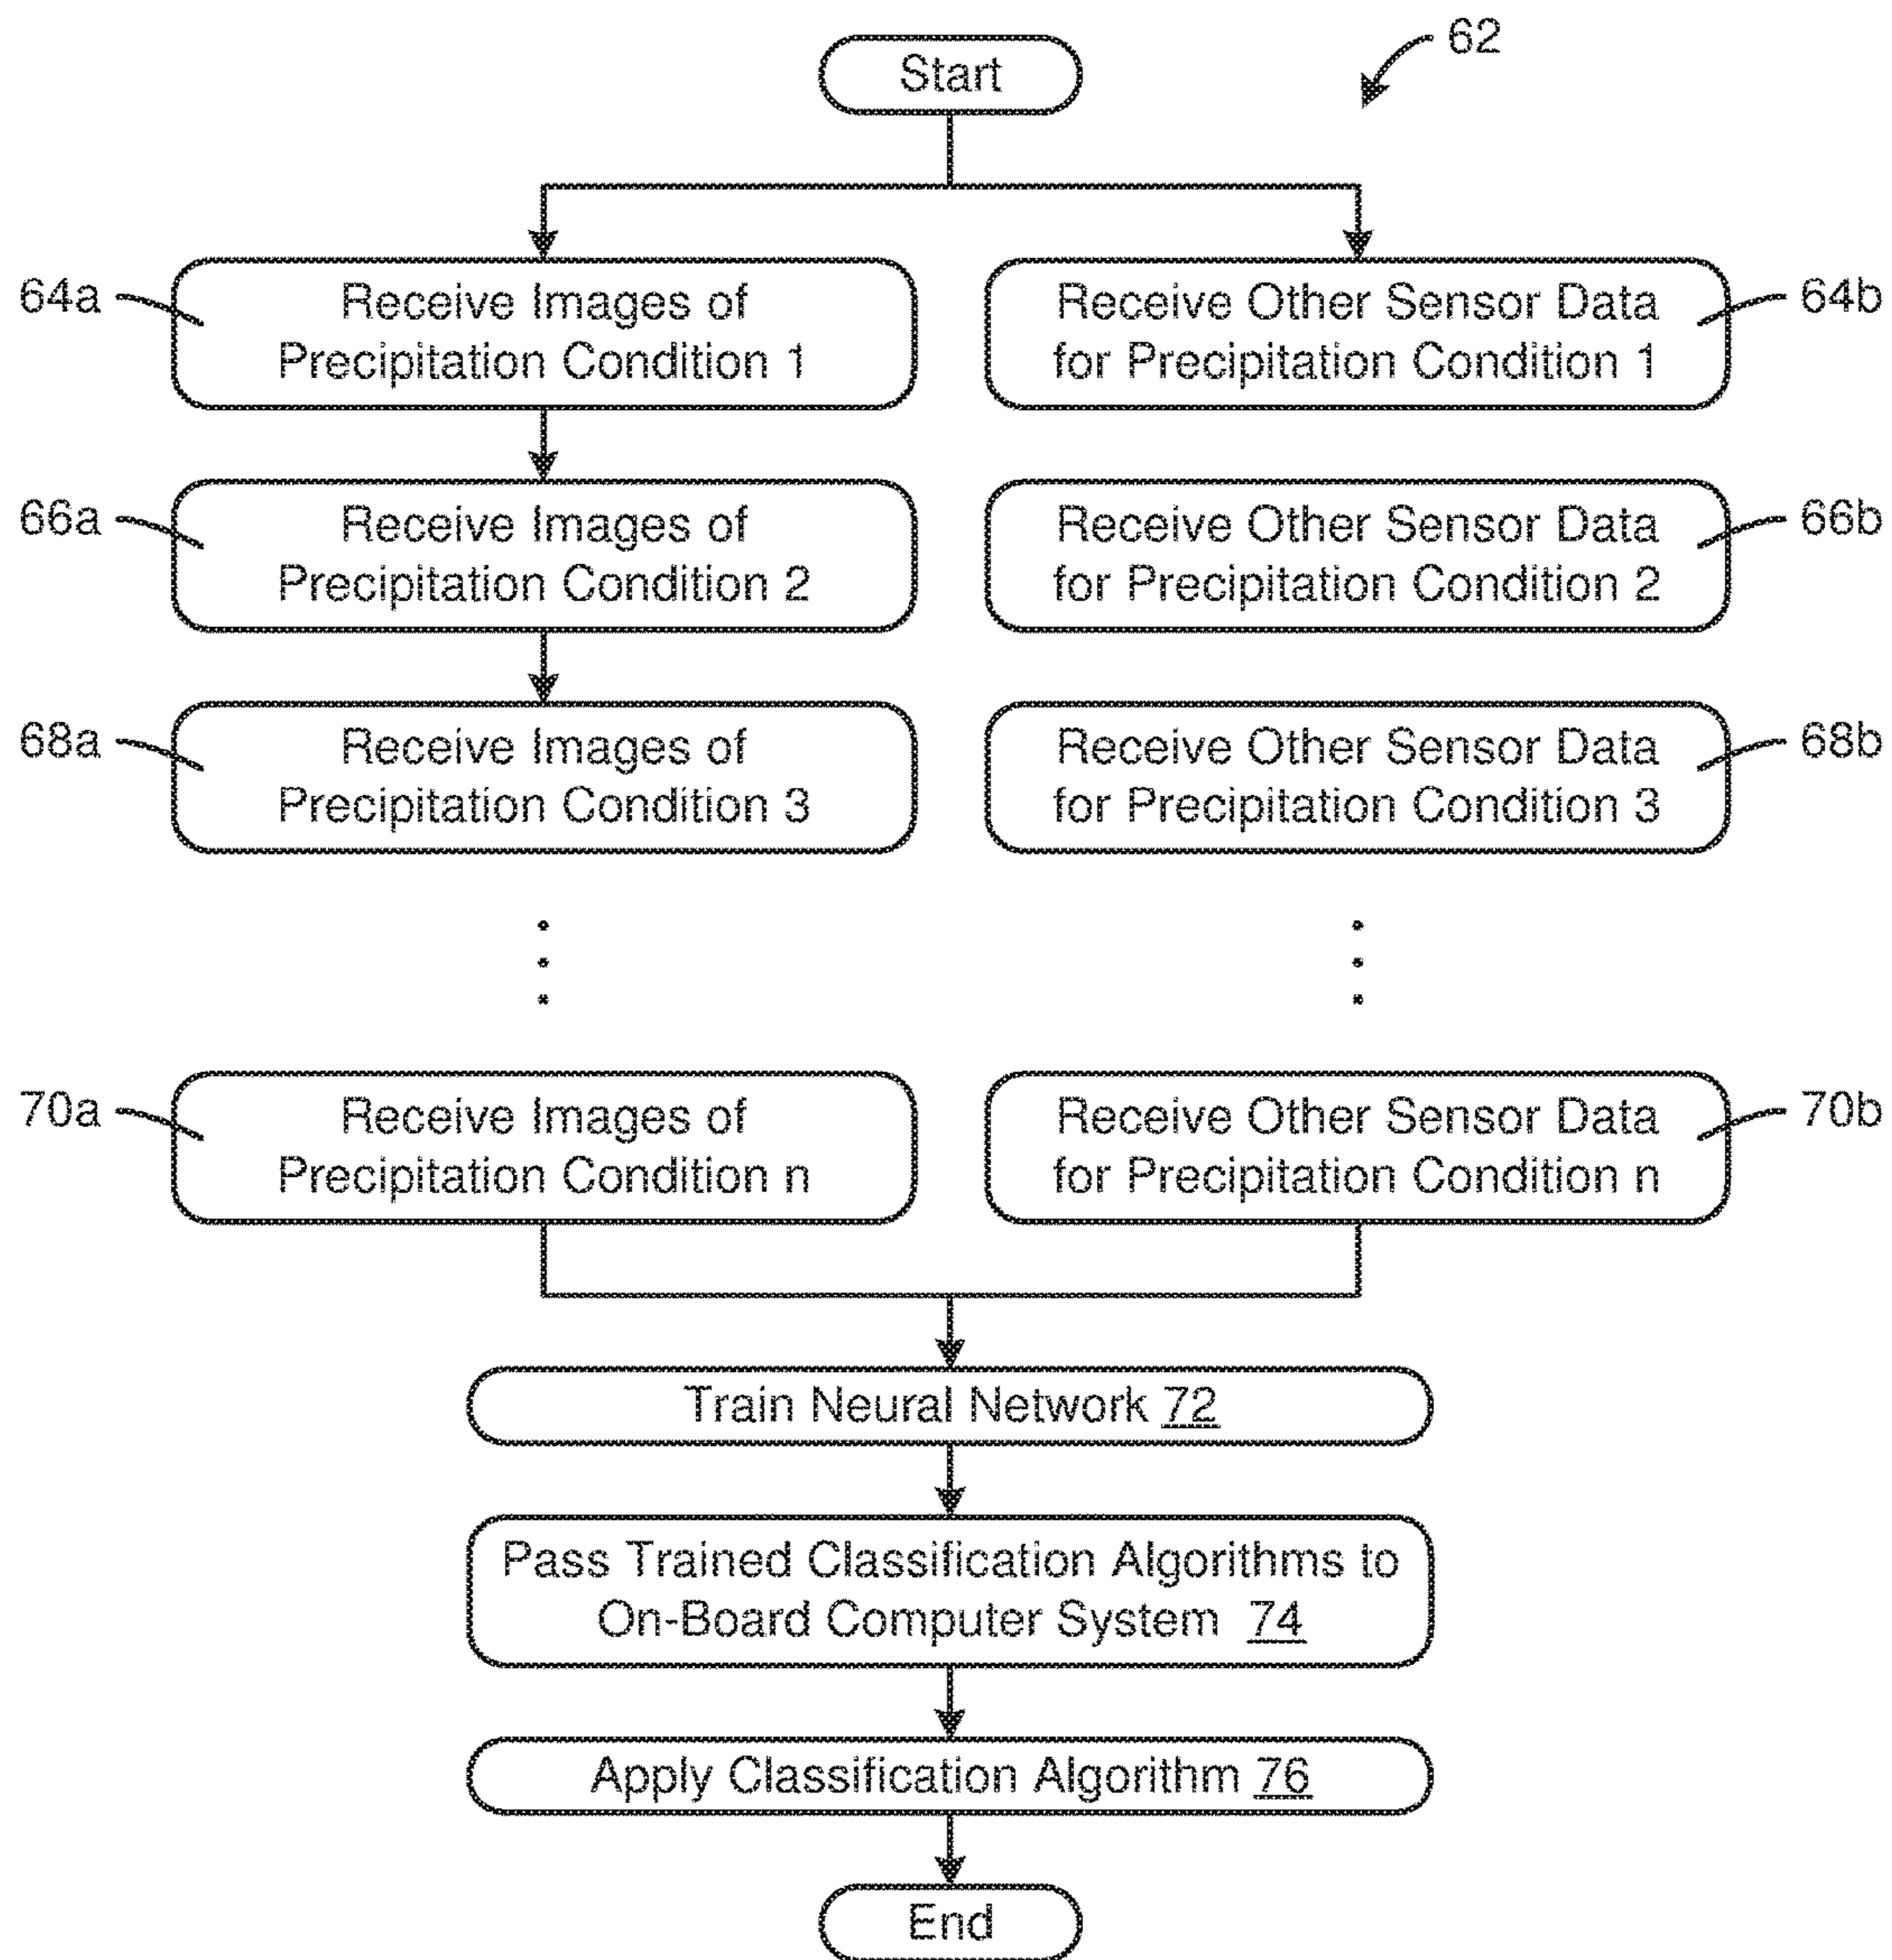 Start
62
64a
Receive Images of
Precipitation Condition 1
Receive Other Sensor Data
for Precipitation Condition 1
64b
66a
Receive Images of
Precipitation Condition 2
Receive Other Sensor Data
for Precipitation Condition 2
66b
68a
Receive Images of
Precipitation Condition 3
Receive Other Sensor Data
for Precipitation Condition 3
68b
70a
Receive Images of
Precipitation Condition n
Receive Other Sensor Data
for Precipitation Condition n
70b
Train Neural Network 72
Pass Trained Classification Algorithms to
On-Board Computer System 74
Apply Classification Algorithm 76
End